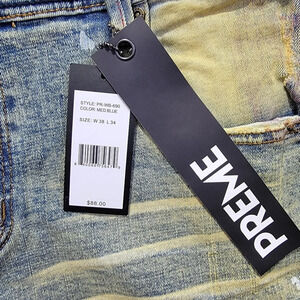 STYLE: PR-WB-690
COLOR: MED.BLUE
SIZE: W 38 L 34
$88.00
PREME